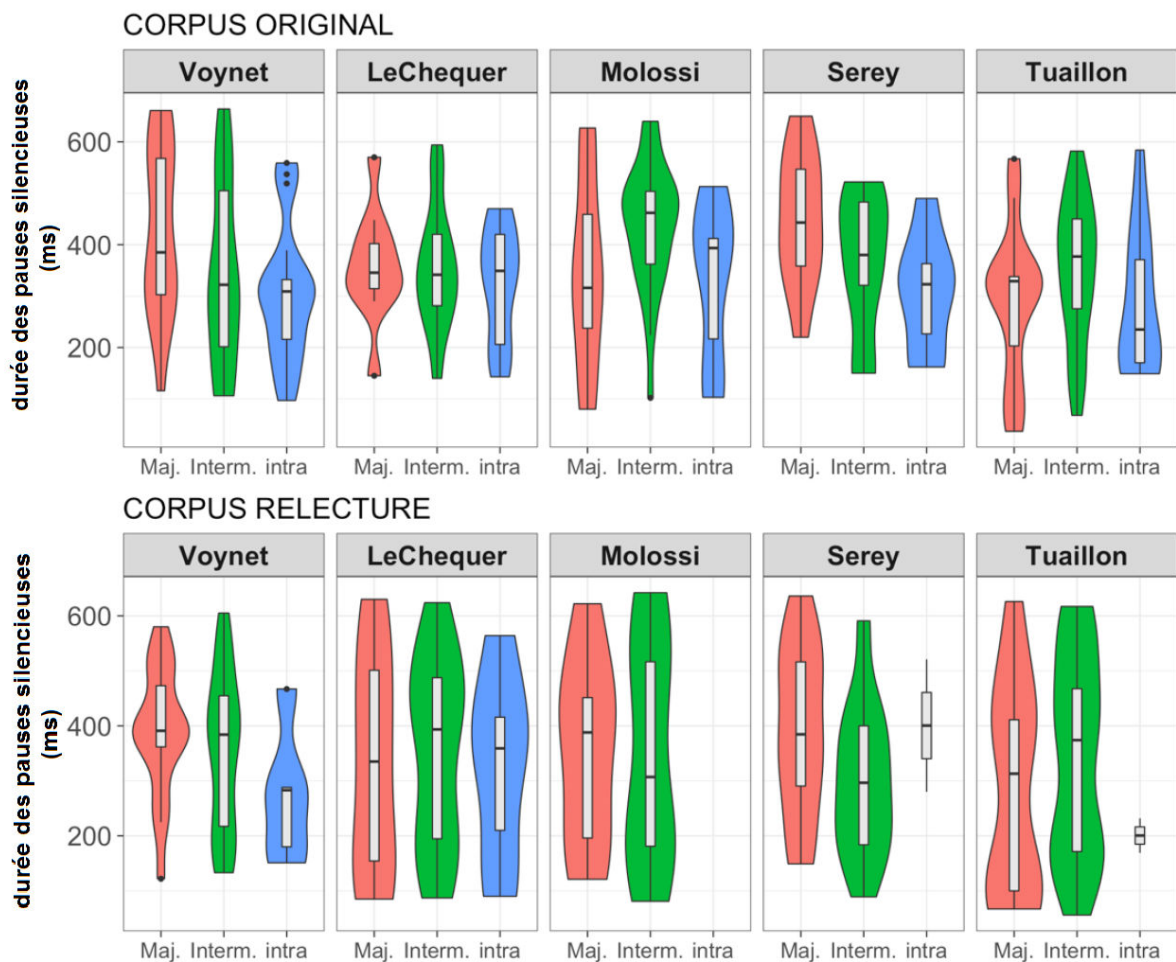 CORPUS ORIGINAL
Voynet LeChequer Molossi Serey Tuaillon
durée des pauses silencieuses
(ms)
600
400
200
Maj. Interm. intra Maj. Interm. intra Maj. Interm. intra Maj. Interm. intra Maj. Interm. intra
CORPUS RELECTURE
Voynet LeChequer Molossi Serey Tuaillon
durée des pauses silencieuses
(ms)
600
400
200
Maj. Interm. intra Maj. Interm. intra Maj. Interm. intra Maj. Interm. intra Maj. Interm. intra